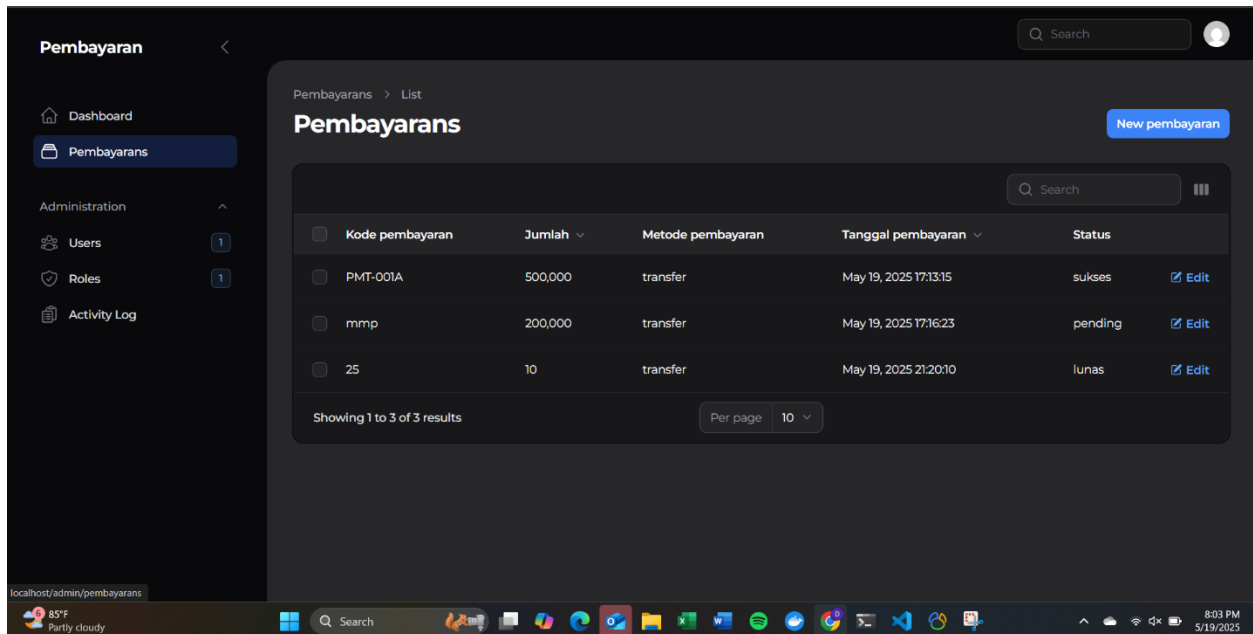 Pembayaran
Search
Dashboard
Pembayarans
Administration
Users 1
Roles 1
Activity Log
Pembayarans > List
Pembayarans
New pembayaran
Search
Kode pembayaran Jumlah Metode pembayaran Tanggal pembayaran Status
PMT-001A 500,000 transfer May 19, 2025 17:13:15 sukses Edit
mmp 200,000 transfer May 19, 2025 17:16:23 pending Edit
25 10 transfer May 19, 2025 21:20:10 lunas Edit
Showing 1 to 3 of 3 results Per page 10
localhost/admin/pembayarans
6 85°F
Partly cloudy
Search
8:03 PM
5/19/2025